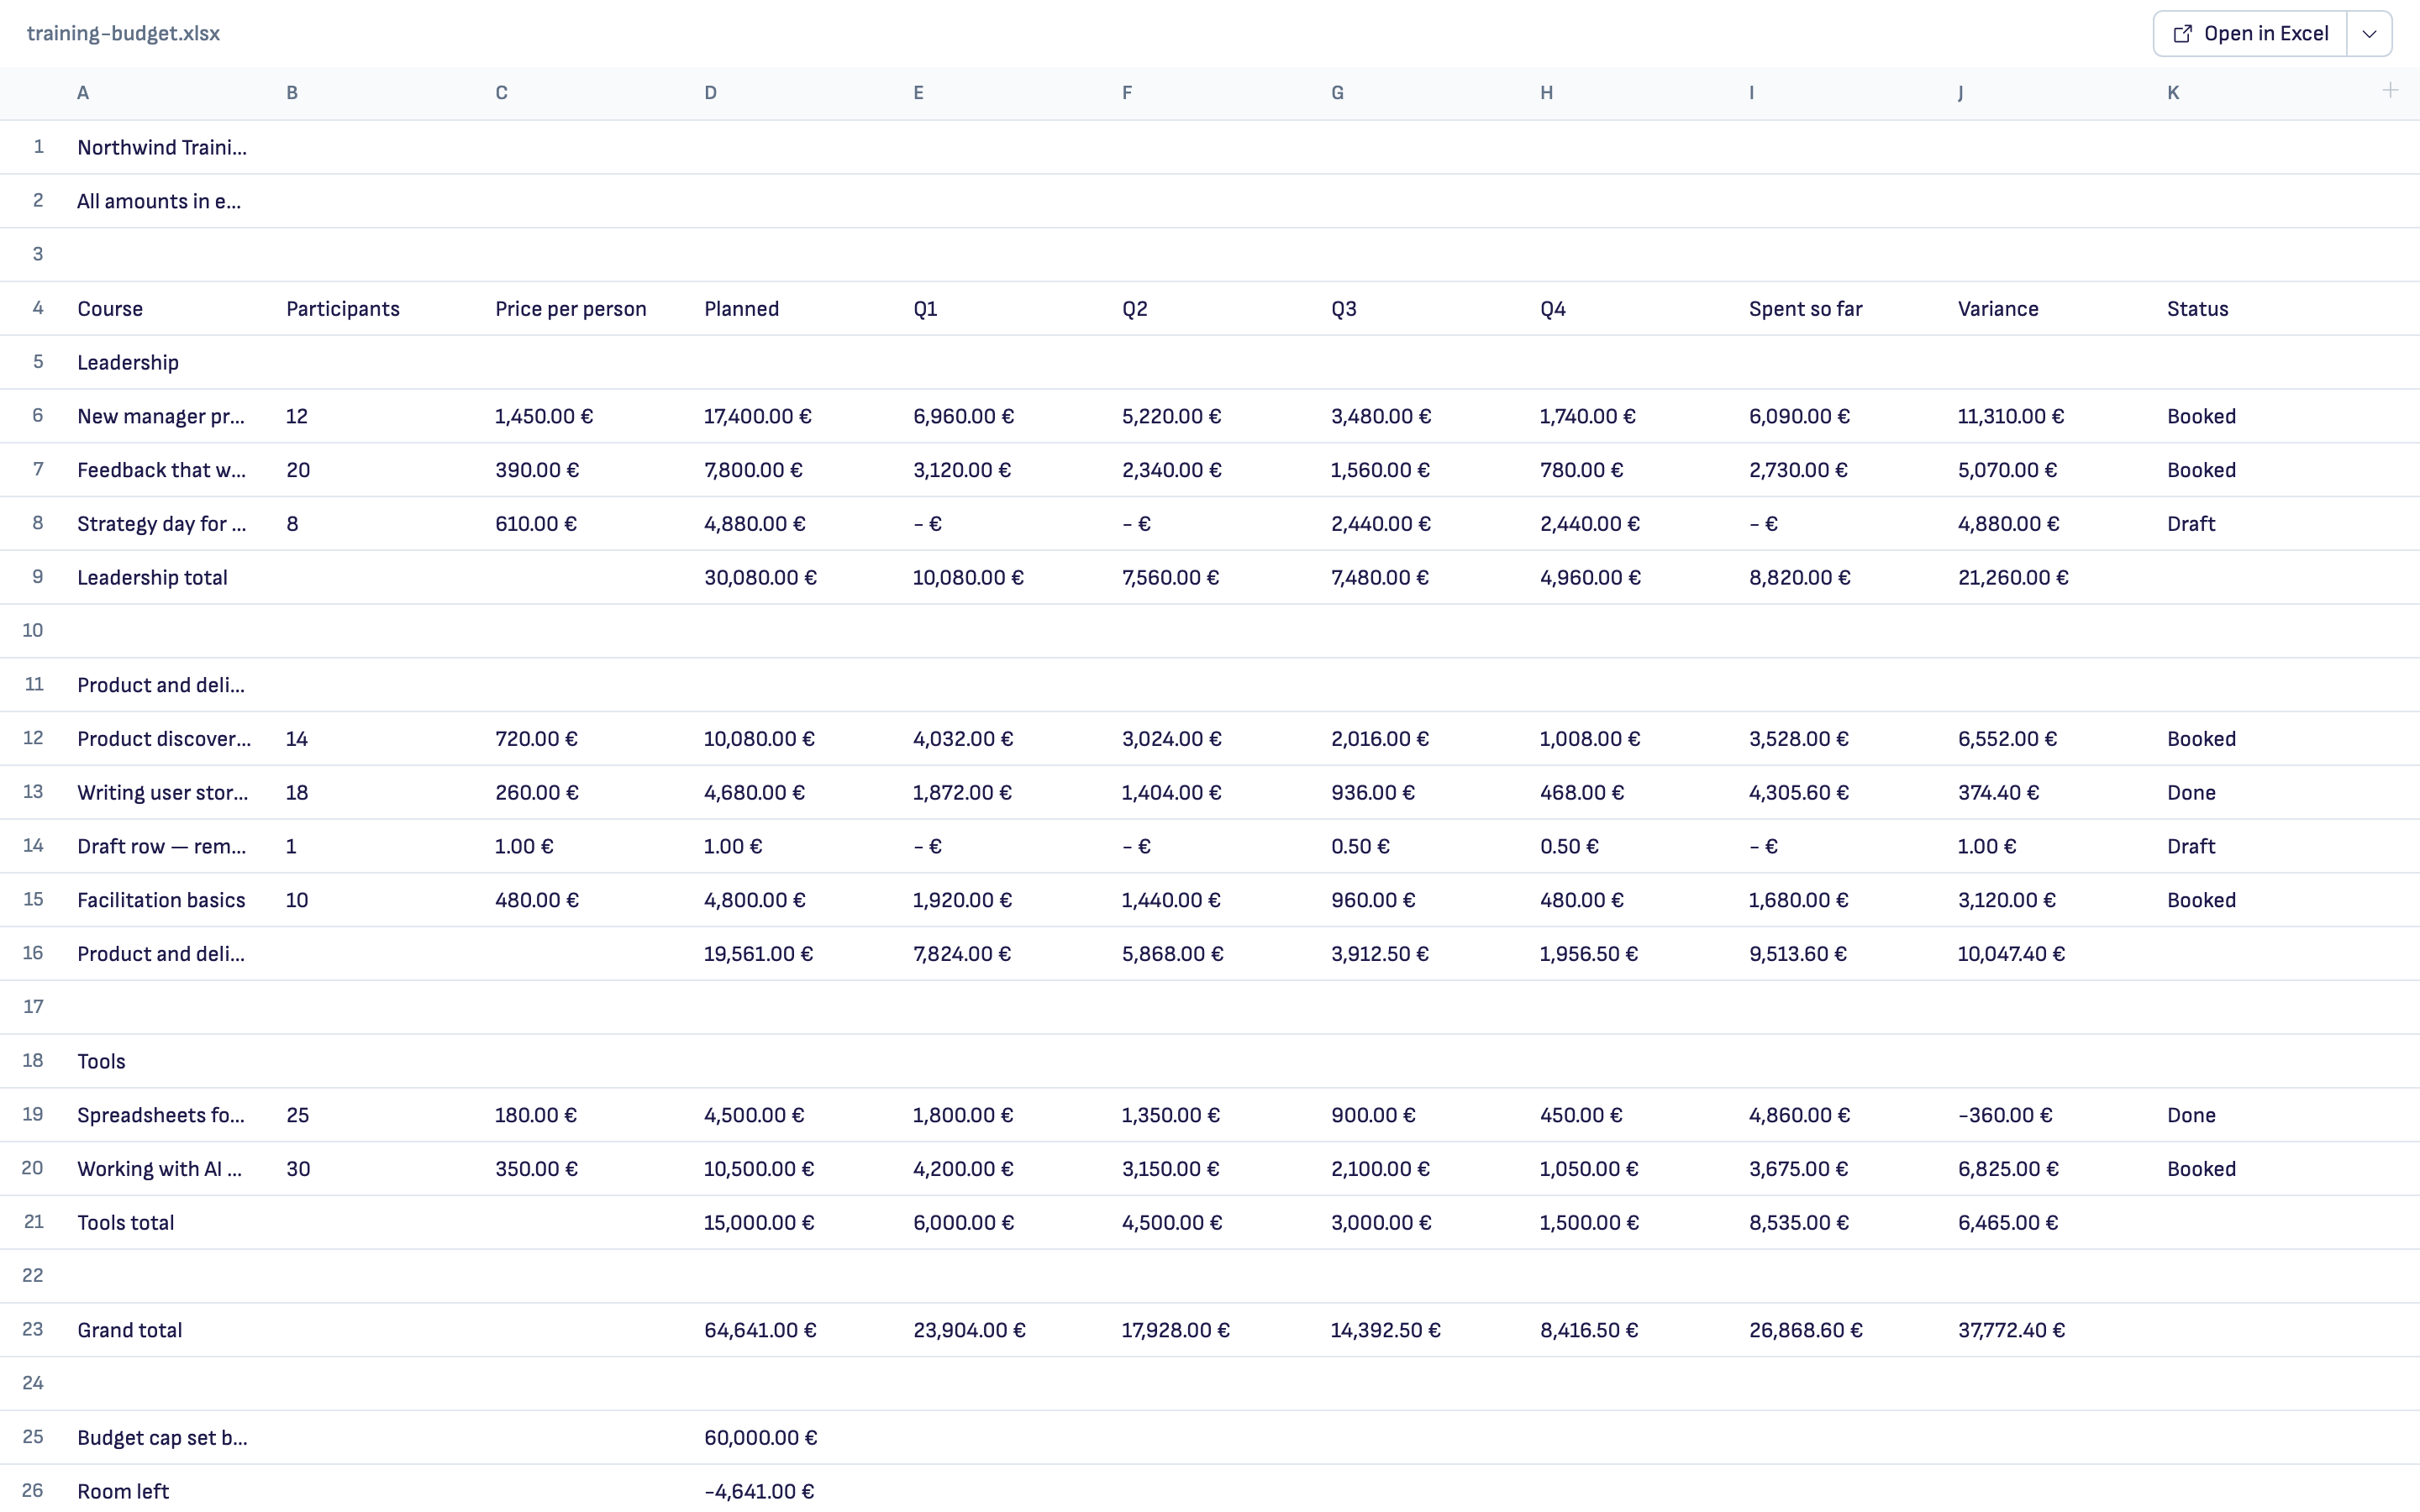 training-budget.xlsx Open in Excel
A B C D E F G H I J K
1 Northwind Traini...
2 All amounts in e...
3
4 Course Participants Price per person Planned Q1 Q2 Q3 Q4 Spent so far Variance Status
5 Leadership
6 New manager pr... 12 1,450.00 € 17,400.00 € 6,960.00 € 5,220.00 € 3,480.00 € 1,740.00 € 6,090.00 € 11,310.00 € Booked
7 Feedback that w... 20 390.00 € 7,800.00 € 3,120.00 € 2,340.00 € 1,560.00 € 780.00 € 2,730.00 € 5,070.00 € Booked
8 Strategy day for ... 8 610.00 € 4,880.00 € - € - € 2,440.00 € 2,440.00 € - € 4,880.00 € Draft
9 Leadership total 30,080.00 € 10,080.00 € 7,560.00 € 7,480.00 € 4,960.00 € 8,820.00 € 21,260.00 €
10
11 Product and deli...
12 Product discover... 14 720.00 € 10,080.00 € 4,032.00 € 3,024.00 € 2,016.00 € 1,008.00 € 3,528.00 € 6,552.00 € Booked
13 Writing user stor... 18 260.00 € 4,680.00 € 1,872.00 € 1,404.00 € 936.00 € 468.00 € 4,305.60 € 374.40 € Done
14 Draft row — rem... 1 1.00 € 1.00 € - € - € 0.50 € 0.50 € - € 1.00 € Draft
15 Facilitation basics 10 480.00 € 4,800.00 € 1,920.00 € 1,440.00 € 960.00 € 480.00 € 1,680.00 € 3,120.00 € Booked
16 Product and deli... 19,561.00 € 7,824.00 € 5,868.00 € 3,912.50 € 1,956.50 € 9,513.60 € 10,047.40 €
17
18 Tools
19 Spreadsheets fo... 25 180.00 € 4,500.00 € 1,800.00 € 1,350.00 € 900.00 € 450.00 € 4,860.00 € -360.00 € Done
20 Working with AI ... 30 350.00 € 10,500.00 € 4,200.00 € 3,150.00 € 2,100.00 € 1,050.00 € 3,675.00 € 6,825.00 € Booked
21 Tools total 15,000.00 € 6,000.00 € 4,500.00 € 3,000.00 € 1,500.00 € 8,535.00 € 6,465.00 €
22
23 Grand total 64,641.00 € 23,904.00 € 17,928.00 € 14,392.50 € 8,416.50 € 26,868.60 € 37,772.40 €
24
25 Budget cap set b... 60,000.00 €
26 Room left -4,641.00 €